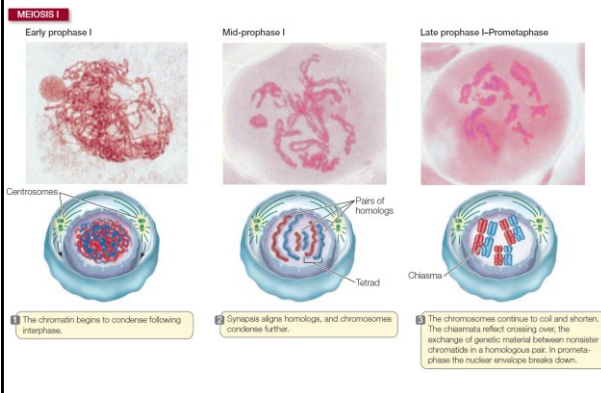 MEIOSIS I
Early prophase I
Mid-prophase I
Late prophase I–Prometaphase
Centrosomes
Pairs of
homologs
Tetrad
Chiasma
1 The chromatin begins to condense following
interphase.
2 Synapsis aligns homologs, and chromosomes
condense further.
3 The chromosomes continue to coil and shorten.
The chiasmata reflect crossing over, the
exchange of genetic material between nonsister
chromatids in a homologous pair. In prometa-
phase the nuclear envelope breaks down.